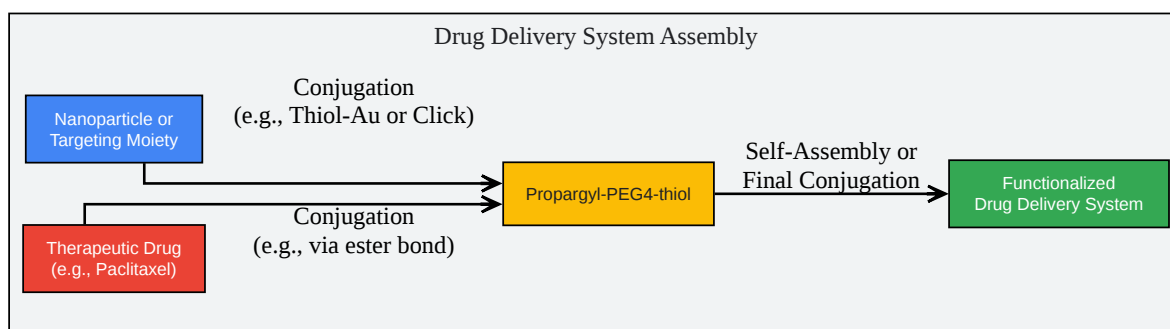 Drug Delivery System Assembly
Conjugation
(e.g., Thiol-Au or Click)
Nanoparticle or
Targeting Moiety
Self-Assembly or
Final Conjugation
Propargyl-PEG4-thiol
Functionalized
Drug Delivery System
Conjugation
(e.g., via ester bond)
Therapeutic Drug
(e.g., Paclitaxel)